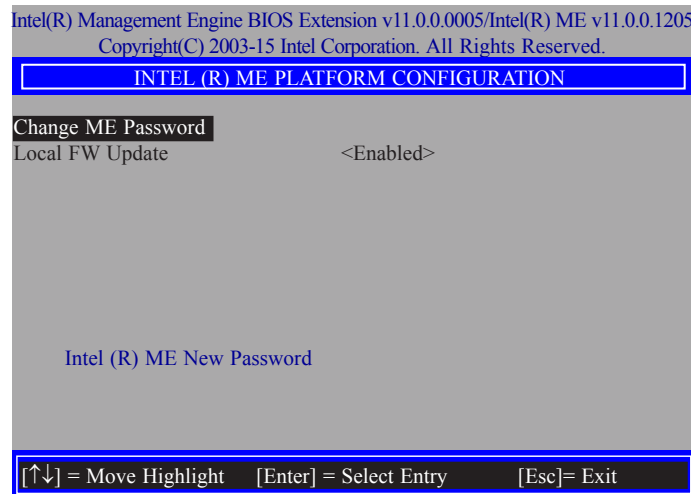 Intel(R) Management Engine BIOS Extension v11.0.0.0005/Intel(R) ME v11.0.0.1205
Copyright(C) 2003-15 Intel Corporation. All Rights Reserved.
INTEL (R) ME PLATFORM CONFIGURATION
Change ME Password
Local FW Update <Enabled>
Intel (R) ME New Password
[↑↓] = Move Highlight [Enter] = Select Entry [Esc]= Exit